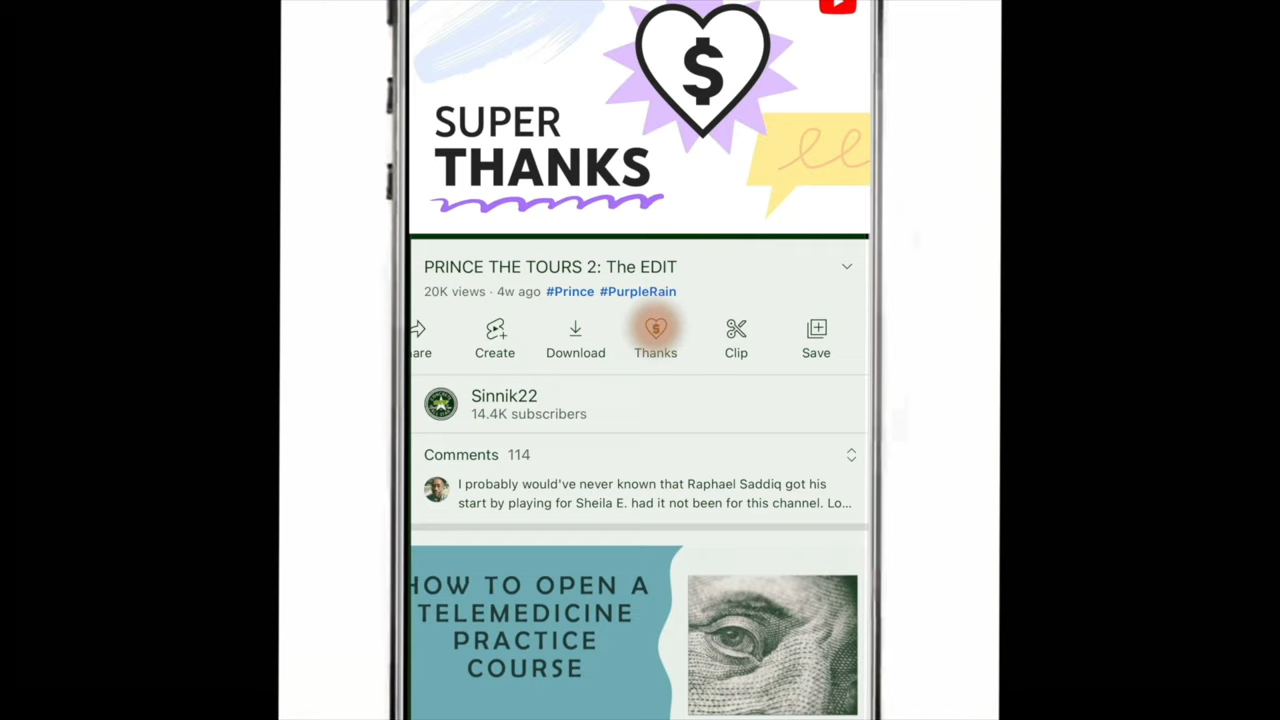 SUPER
THANKS
PRINCE THE TOURS 2: The EDIT
20K views · 4w ago #Prince #PurpleRain
are
Create
Download
Thanks
Clip
Save
Sinnik22
14.4K subscribers
Comments 114
I probably would've never known that Raphael Saddiq got his
start by playing for Sheila E. had it not been for this channel. Lo...
HOW TO OPEN A
TELEMEDICINE
PRACTICE
COURSE